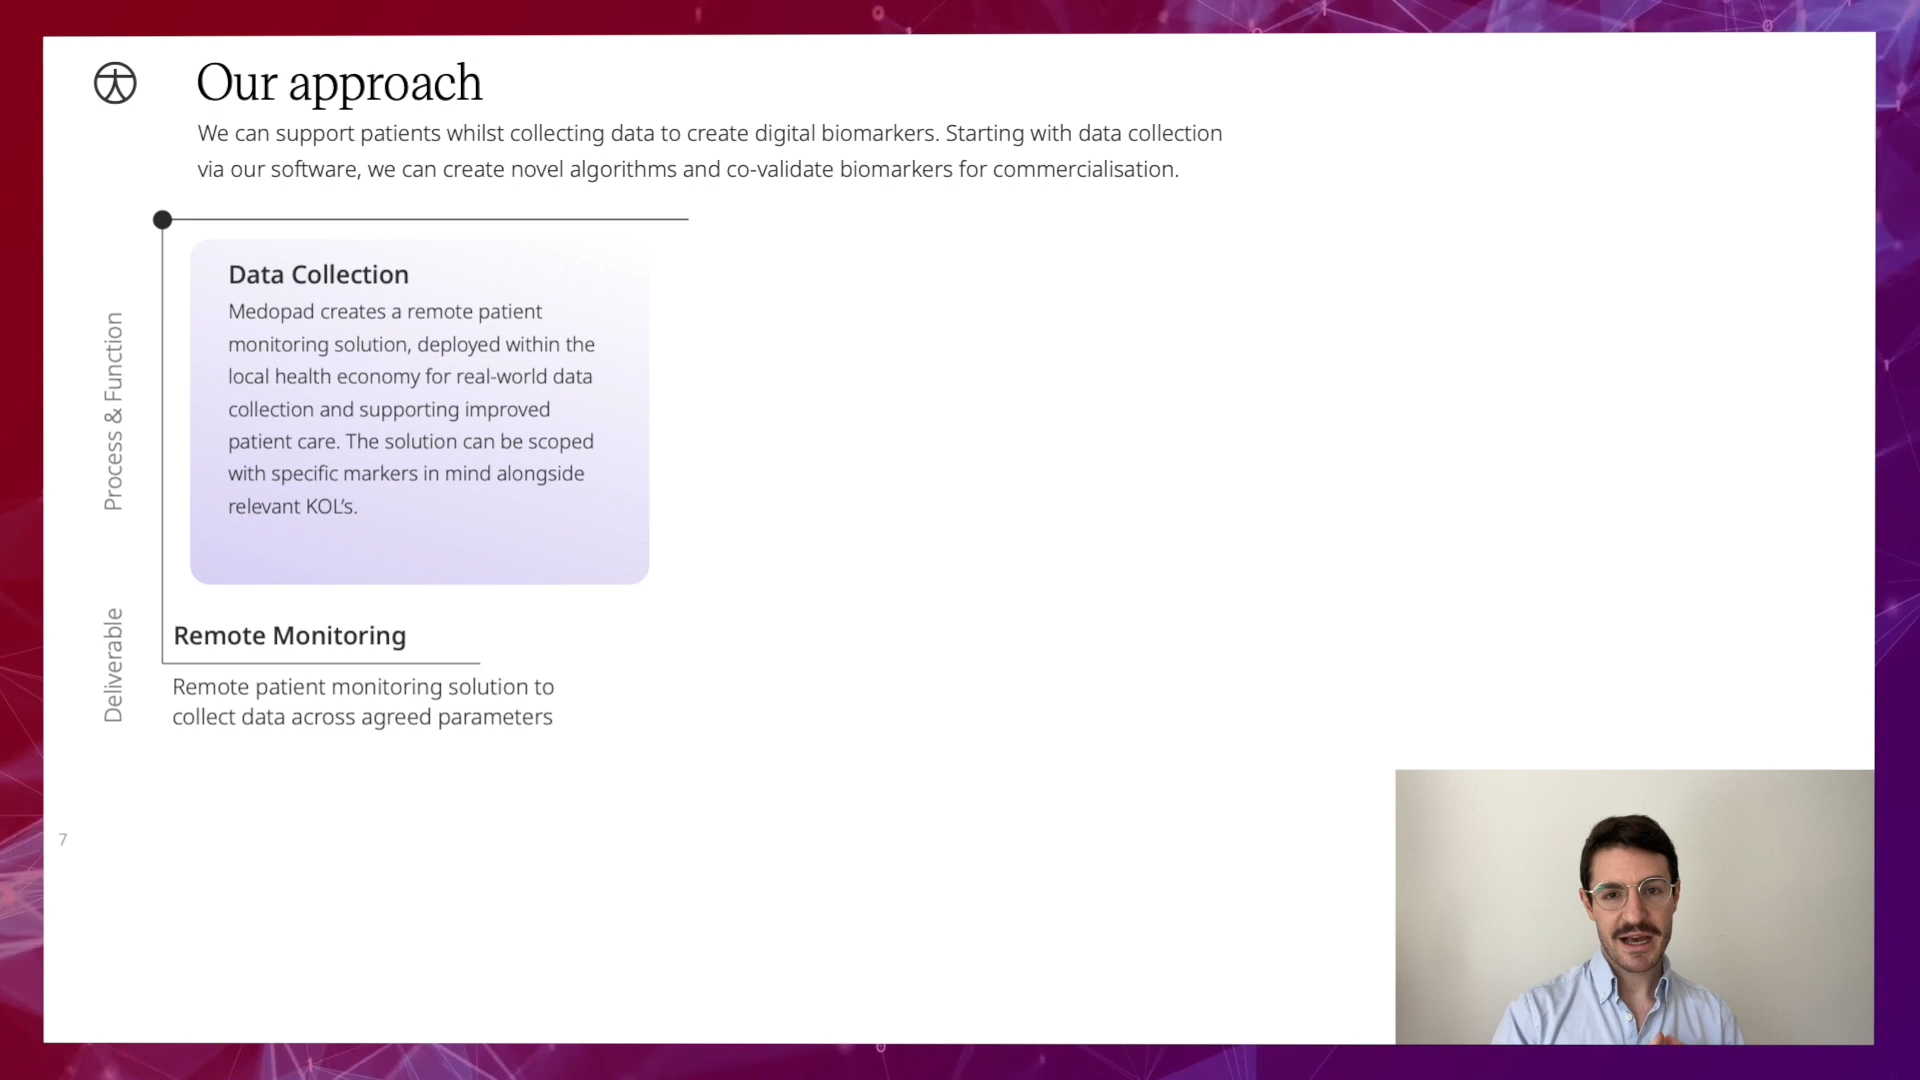 Our approach
We can support patients whilst collecting data to create digital biomarkers. Starting with data collection
via our software, we can create novel algorithms and co-validate biomarkers for commercialisation.
Process & Function
Data Collection
Medopad creates a remote patient
monitoring solution, deployed within the
local health economy for real-world data
collection and supporting improved
patient care. The solution can be scoped
with specific markers in mind alongside
relevant KOL’s.
Deliverable
Remote Monitoring
Remote patient monitoring solution to
collect data across agreed parameters
7